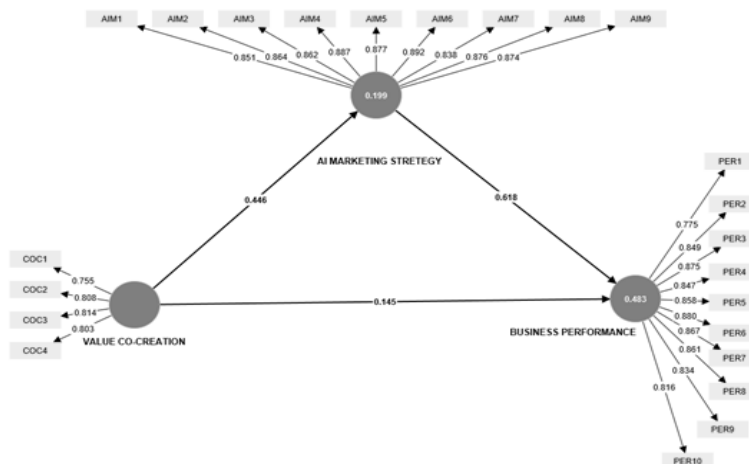 AIM1 AIM2 AIM3 AIM4 AIM5 AIM6 AIM7 AIM8 AIM9
0.851 0.864 0.862 0.887 0.877 0.892 0.838 0.876 0.874
0.199
AI MARKETING STRETEGY
0.446
0.618
COC1
COC2
COC3
COC4
0.755
0.808
0.814
0.803
VALUE CO-CREATION
0.145
0.483
BUSINESS PERFORMANCE
PER1
PER2
PER3
PER4
PER5
PER6
PER7
PER8
PER9
PER10
0.775
0.849
0.875
0.847
0.858
0.880
0.867
0.861
0.834
0.816